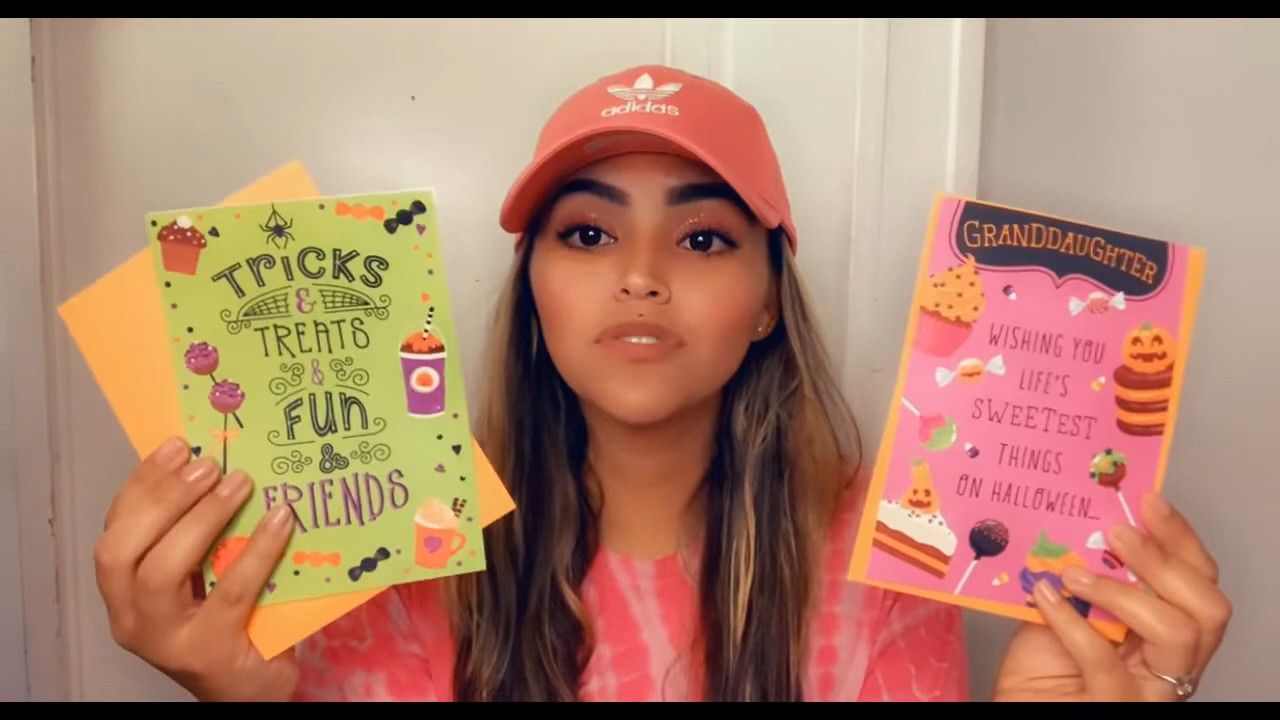 adidas
TRICKS
&
TREATS
&
FUN
&
FRIENDS
GRANDDAUGHTER
WISHING YOU
LIFE'S
SWEETEST
THINGS
ON HALLOWEEN...